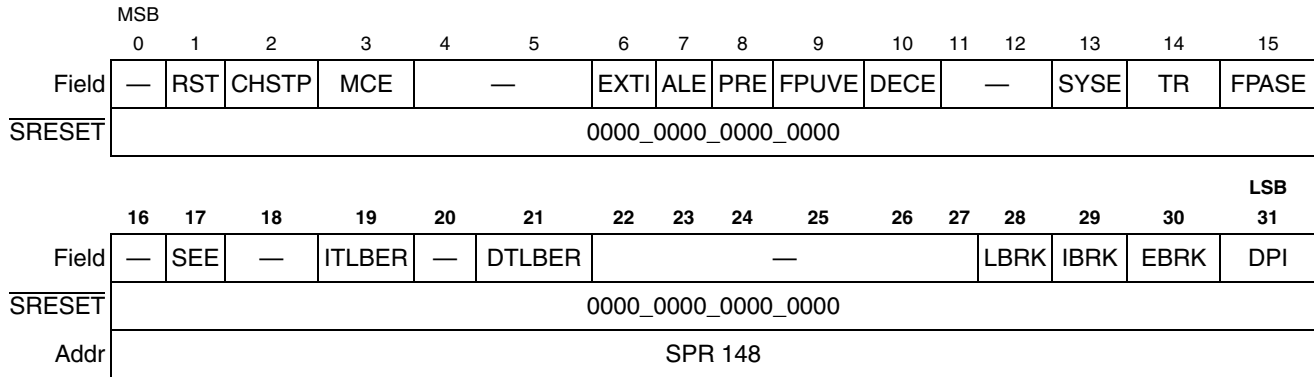 MSB
0 1 2 3 4 5 6 7 8 9 10 11 12 13 14 15
Field — RST CHSTP MCE — EXTI ALE PRE FPUVE DECE — SYSE TR FPASE
SRESET 0000_0000_0000_0000
LSB
16 17 18 19 20 21 22 23 24 25 26 27 28 29 30 31
Field — SEE — ITLBER — DTLBER — LBRK IBRK EBRK DPI
SRESET 0000_0000_0000_0000
Addr SPR 148